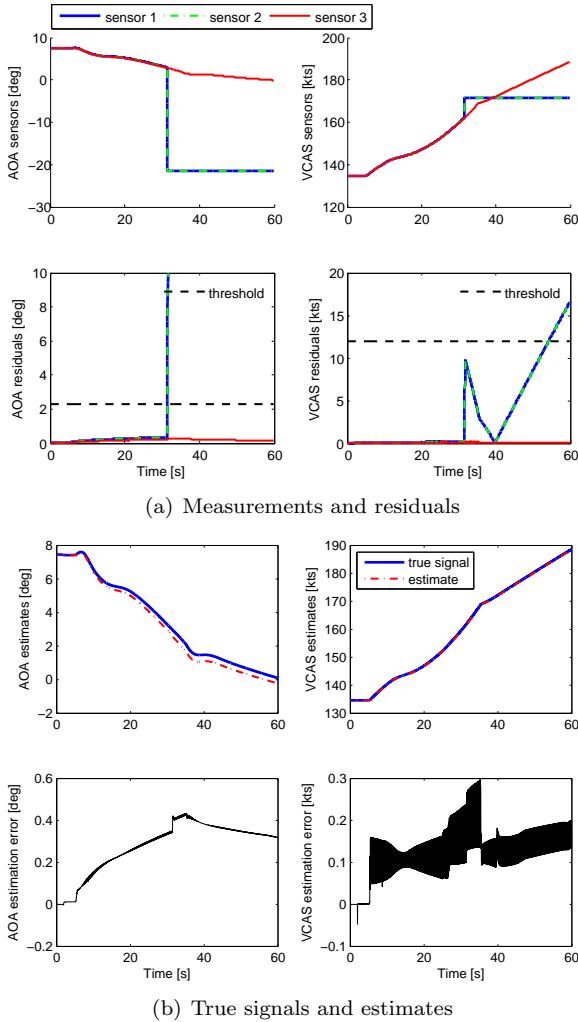 sensor 1 sensor 2 sensor 3
AOA sensors [deg]
10
0
−10
−20
−30
0 20 40 60
VCAS sensors [kts]
200
180
160
140
120
0 20 40 60
AOA residuals [deg]
10
8
6
4
2
0
threshold
0 20 40 60
Time [s]
VCAS residuals [kts]
20
15
10
5
0
threshold
0 20 40 60
Time [s]
(a) Measurements and residuals
AOA estimates [deg]
8
6
4
2
0
−2
0 20 40 60
VCAS estimates [kts]
190
180
170
160
150
140
130
true signal
estimate
0 20 40 60
AOA estimation error [deg]
0.6
0.4
0.2
0
−0.2
0 20 40 60
Time [s]
VCAS estimation error [kts]
0.3
0.2
0.1
0
−0.1
0 20 40 60
Time [s]
(b) True signals and estimates